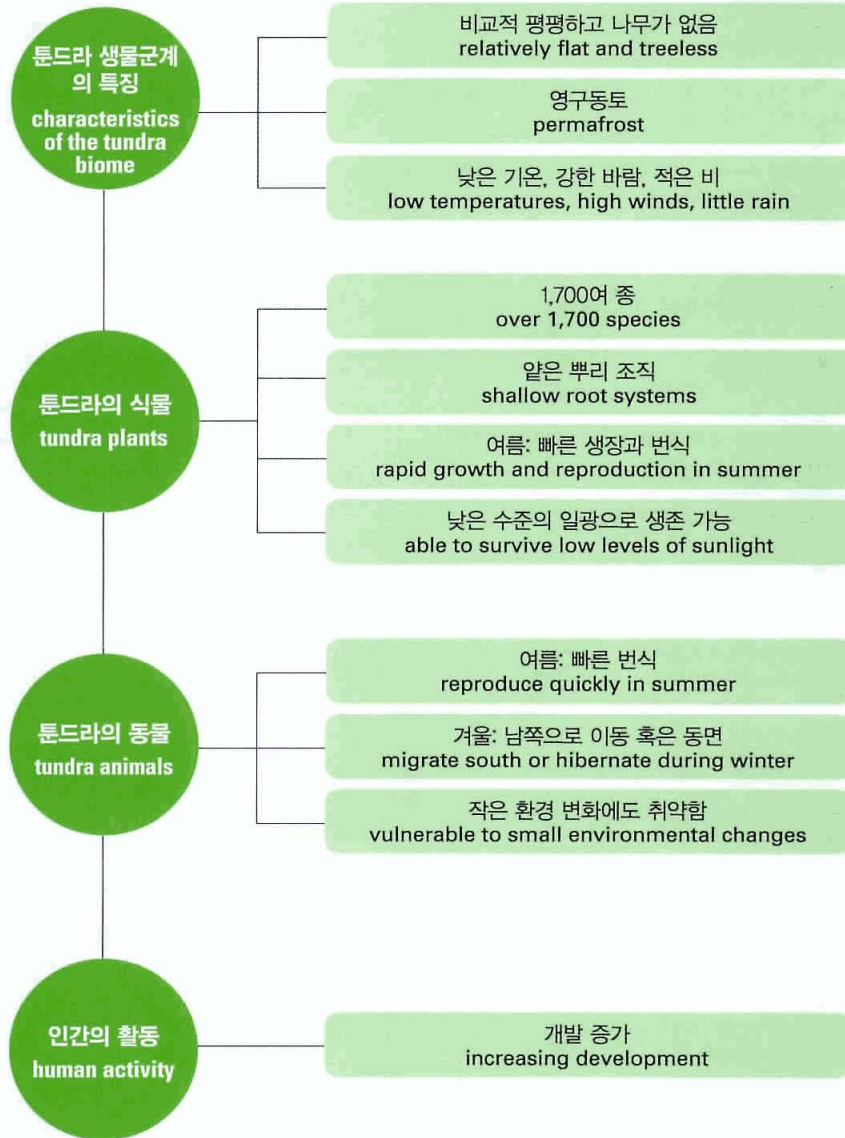 툰드라 생물군계
의 특징
characteristics
of the tundra
biome
비교적 평평하고 나무가 없음
relatively flat and treeless
영구동토
permafrost
낮은 기온, 강한 바람, 적은 비
low temperatures, high winds, little rain
툰드라의 식물
tundra plants
1,700여 종
over 1,700 species
얕은 뿌리 조직
shallow root systems
여름: 빠른 생장과 번식
rapid growth and reproduction in summer
낮은 수준의 일광으로 생존 가능
able to survive low levels of sunlight
툰드라의 동물
tundra animals
여름: 빠른 번식
reproduce quickly in summer
겨울: 남쪽으로 이동 혹은 동면
migrate south or hibernate during winter
작은 환경 변화에도 취약함
vulnerable to small environmental changes
인간의 활동
human activity
개발 증가
increasing development